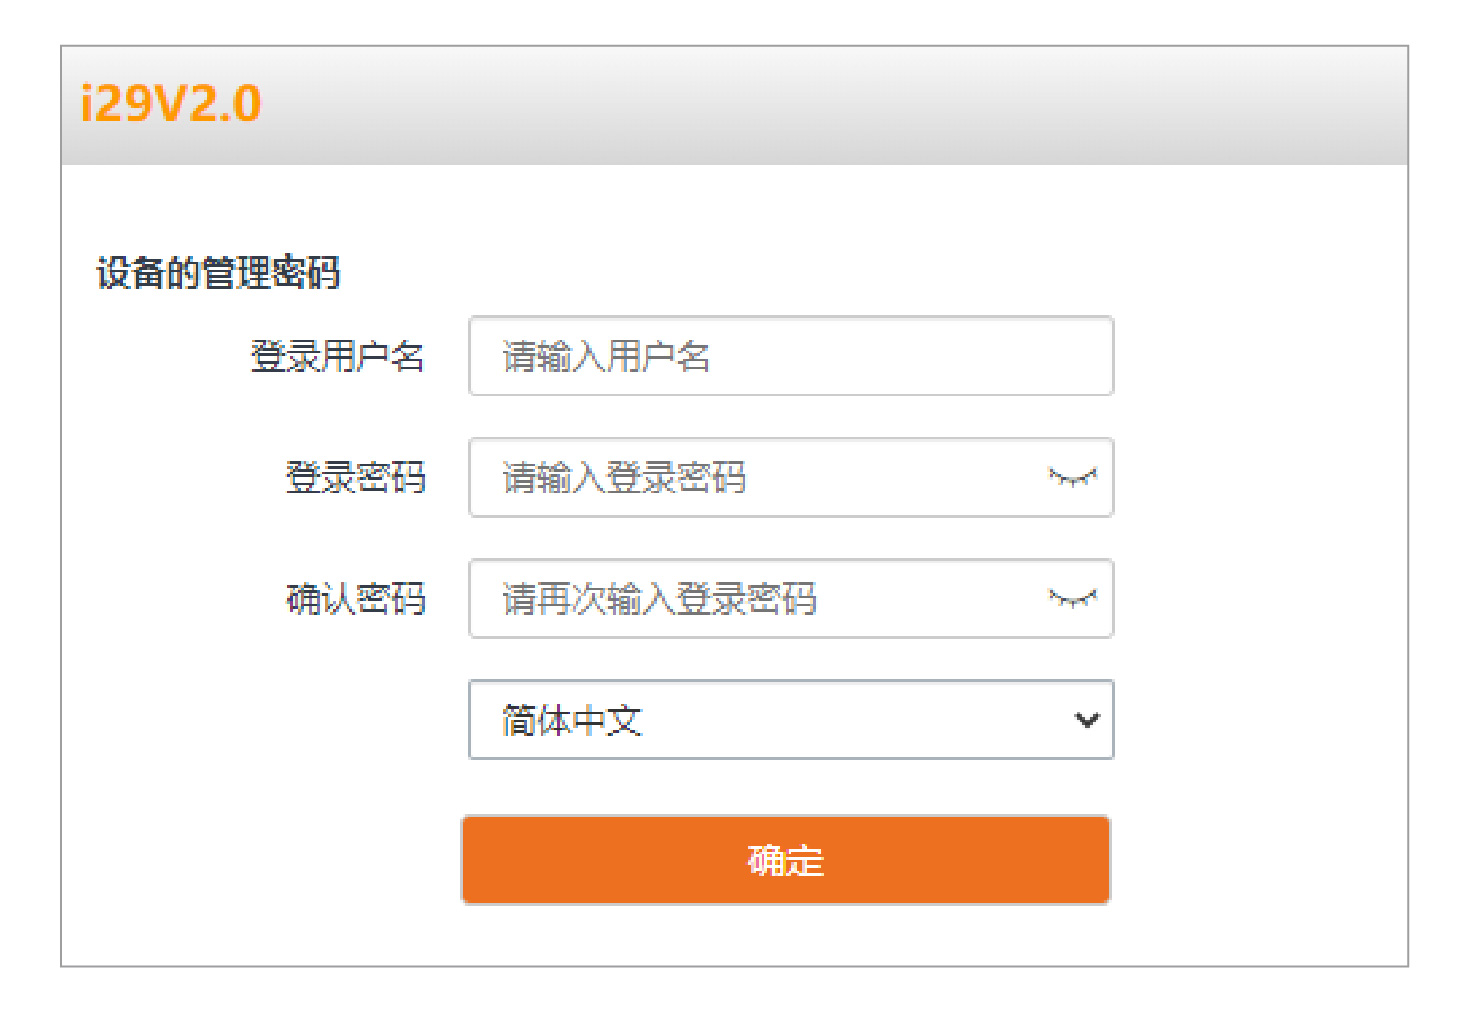 i29V2.0
设备的管理密码
登录用户名 请输入用户名
登录密码 请输入登录密码
确认密码 请再次输入登录密码
简体中文
确定